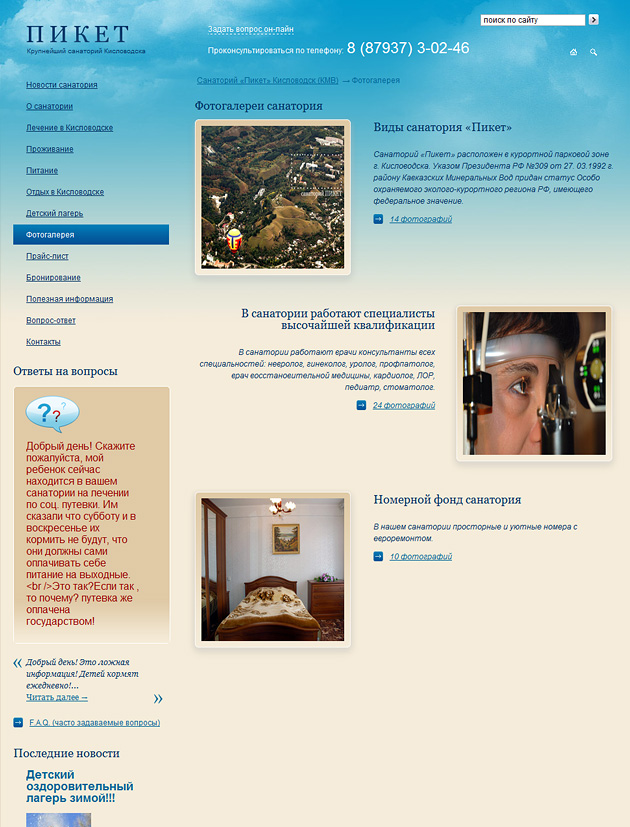 ПИКЕТ
Крупнейший санаторий Кисловодска
Задать вопрос он-лайн
Проконсультироваться по телефону: 8 (87937) 3-02-46
поиск по сайту
Новости санатория
О санатории
Лечение в Кисловодске
Проживание
Питание
Отдых в Кисловодске
Детский лагерь
Фотогалерея
Прайс-лист
Бронирование
Полезная информация
Вопрос-ответ
Контакты
Ответы на вопросы
Добрый день! Скажите
пожалуйста, мой
ребенок сейчас
находится в вашем
санатории на лечении
по соц. путевки. Им
сказали что субботу и в
воскресенье их
кормить не будут, что
они должны сами
оплачивать себе
питание на выходные.
<br />Это так?Если так ,
то почему? путевка же
оплачена
государством!
« Добрый день! Это ложная
информация! Детей кормят
ежедневно!...
Читать далее → »
F.A.Q. (часто задаваемые вопросы)
Последние новости
Детский
оздоровительный
лагерь зимой!!!
Санаторий «Пикет» Кисловодск (КМВ) → Фотогалерея
Фотогалереи санатория
санаторий ПИКЕТ
Виды санатория «Пикет»
Санаторий «Пикет» расположен в курортной парковой зоне
г. Кисловодска. Указом Президента РФ №309 от 27. 03.1992 г.
району Кавказских Минеральных Вод придан статус Особо
охраняемого эколого-курортного региона РФ, имеющего
федеральное значение.
14 фотографий
В санатории работают специалисты
высочайшей квалификации
В санатории работают врачи консультанты всех
специальностей: невролог, гинеколог, уролог, профпатолог,
врач восстановительной медицины, кардиолог, ЛОР,
педиатр, стоматолог.
24 фотографий
Номерной фонд санатория
В нашем санатории просторные и уютные номера с
евроремонтом.
10 фотографий